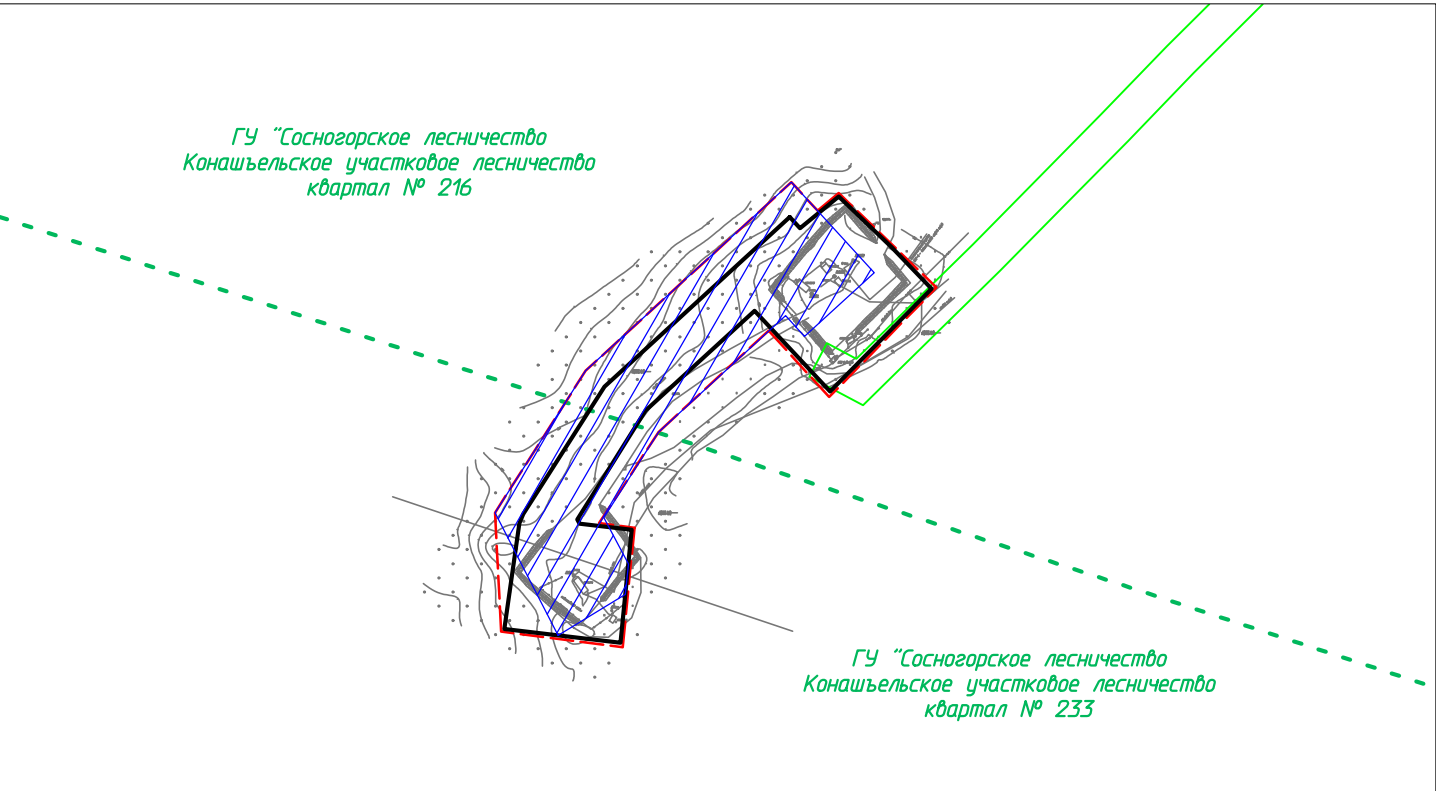 ГУ "Сосногорское лесничество
Конашъельское участковое лесничество
квартал № 216
ГУ "Сосногорское лесничество
Конашъельское участковое лесничество
квартал № 233